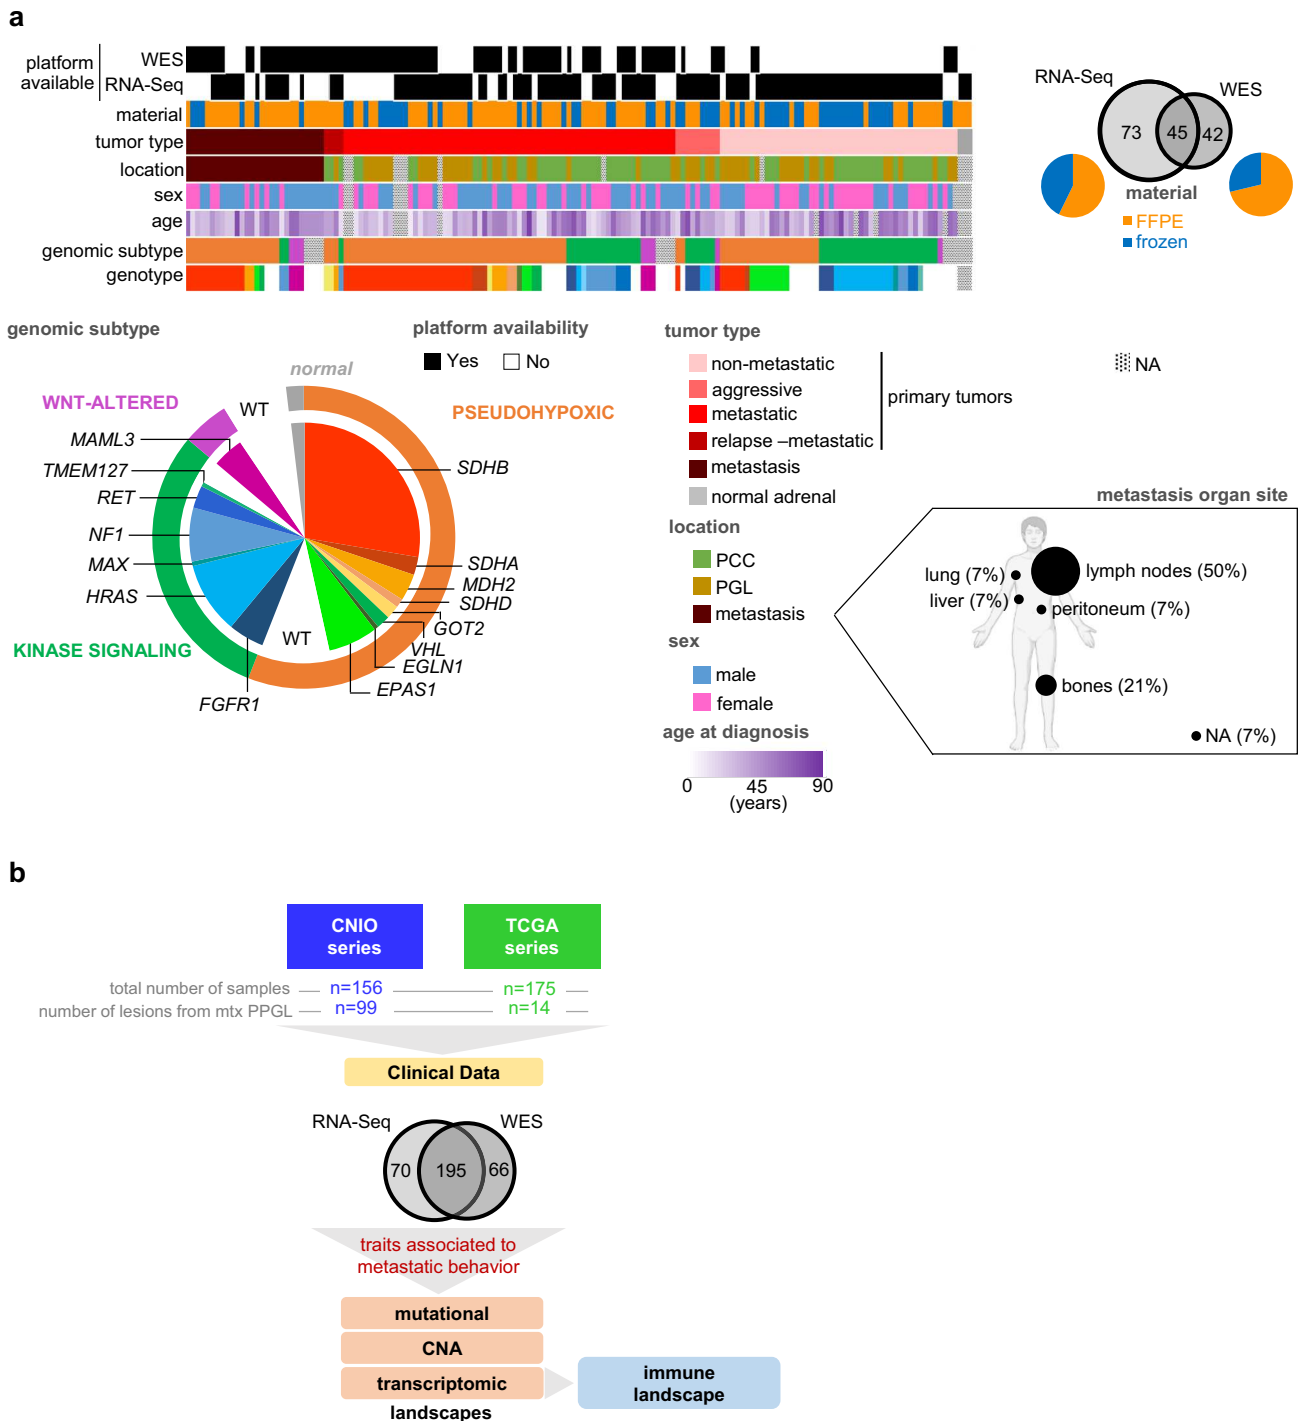 a
platform
available
WES
RNA-Seq
material
tumor type
location
sex
age
genomic subtype
genotype
RNA-Seq
WES
73
45
42
material
FFPE
frozen
genomic subtype
platform availability
Yes
No
normal
WNT-ALTERED
WT
PSEUDOHYPOXIC
MAML3
TMEM127
RET
NF1
MAX
HRAS
KINASE SIGNALING
FGFR1
WT
SDHB
SDHA
MDH2
SDHD
GOT2
VHL
EGLN1
EPAS1
tumor type
non-metastatic
aggressive
metastatic
relapse –metastatic
metastasis
normal adrenal
primary tumors
NA
location
PCC
PGL
metastasis
sex
male
female
age at diagnosis
0
45
90
(years)
metastasis organ site
lung (7%)
lymph nodes (50%)
liver (7%)
peritoneum (7%)
bones (21%)
NA (7%)
b
CNIO
series
TCGA
series
total number of samples
n=156
n=175
number of lesions from mtx PPGL
n=99
n=14
Clinical Data
RNA-Seq
WES
70
195
66
traits associated to
metastatic behavior
mutational
CNA
transcriptomic
landscapes
immune
landscape